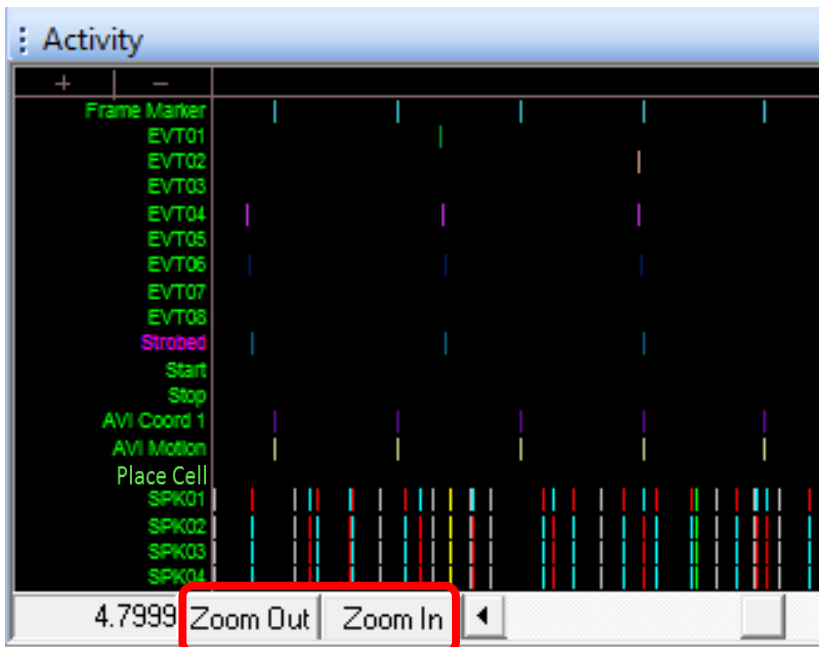 Activity
+ | −
Frame Marker
EVT01
EVT02
EVT03
EVT04
EVT05
EVT06
EVT07
EVT08
Strobed
Start
Stop
AVI Coord 1
AVI Motion
Place Cell
SPK01
SPK02
SPK03
SPK04
4.7999 Zoom Out Zoom In